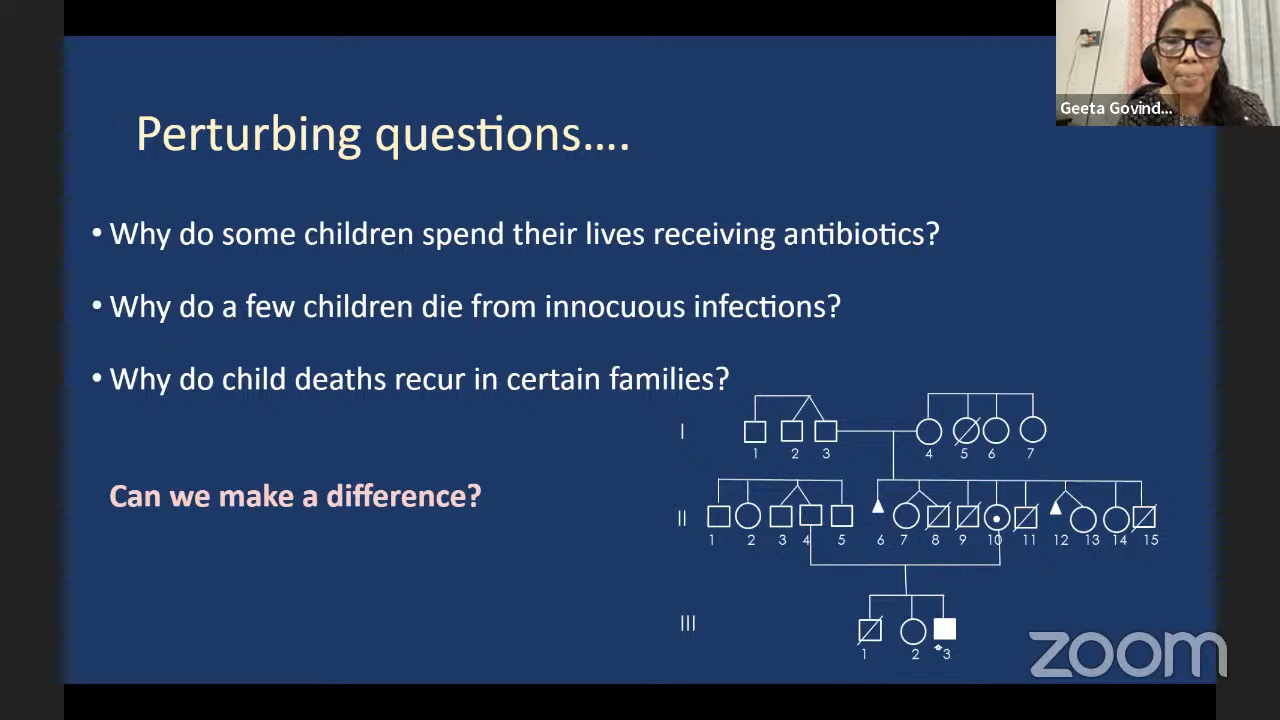 Geeta Govind...
Perturbing questions....
• Why do some children spend their lives receiving antibiotics?
• Why do a few children die from innocuous infections?
• Why do child deaths recur in certain families?
Can we make a difference?
I
1 2 3 4 5 6 7
II
1 2 3 4 5 6 7 8 9 10 11 12 13 14 15
III
1 2 3
zoom